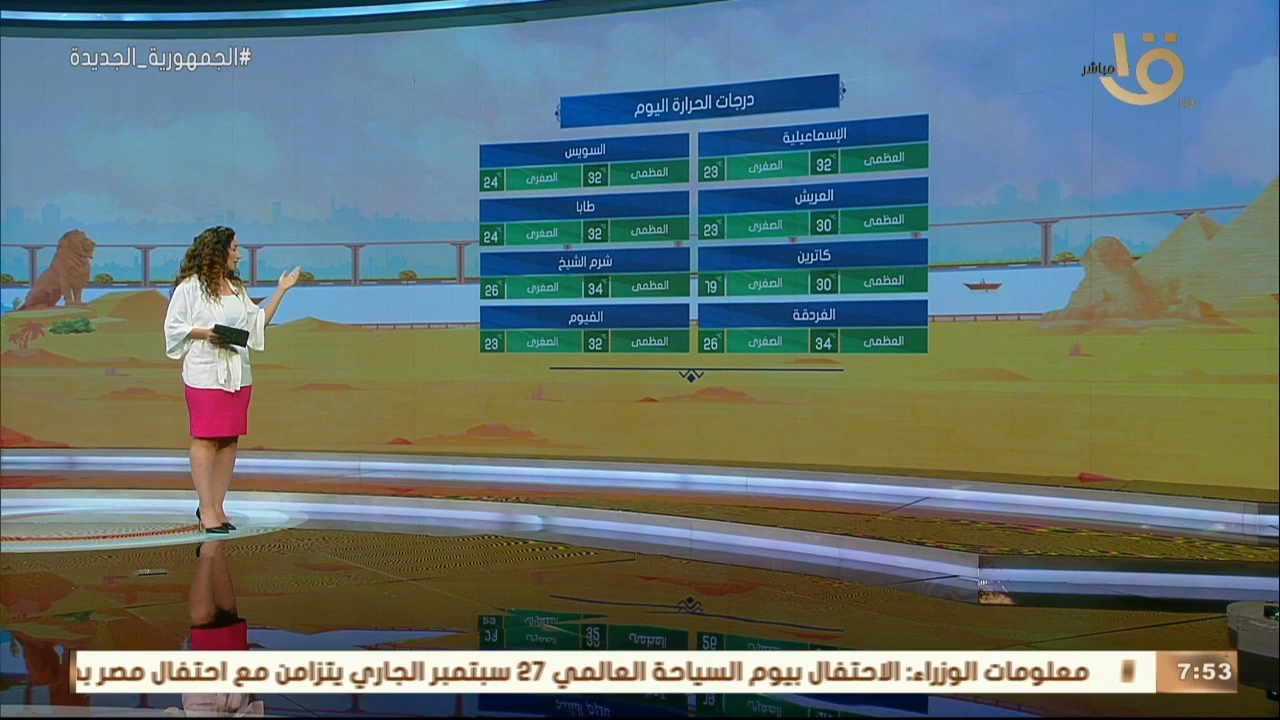 #الجمهورية_الجديدة
مباشر
درجات الحرارة اليوم
الإسماعيلية
العظمى 32 الصغرى 23
السويس
العظمى 32 الصغرى 24
العريش
العظمى 30 الصغرى 23
طابا
العظمى 32 الصغرى 24
كاترين
العظمى 30 الصغرى 19
شرم الشيخ
العظمى 34 الصغرى 26
الغردقة
العظمى 34 الصغرى 26
الفيوم
العظمى 32 الصغرى 23
7:53
معلومات الوزراء: الاحتفال بيوم السياحة العالمي 27 سبتمبر الجاري يتزامن مع احتفال مصر